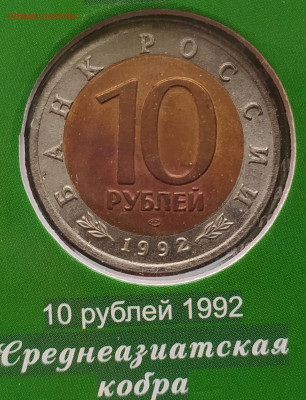 БАНК РОССИИ
10
РУБЛЕЙ
1992
10 рублей 1992
Среднеазиатская
кобра